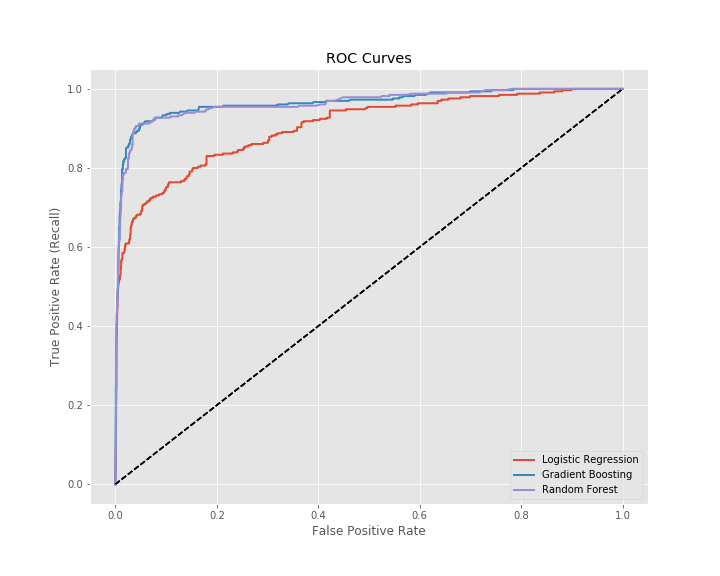 ROC Curves
True Positive Rate (Recall)
1.0
0.8
0.6
0.4
0.2
0.0
0.0 0.2 0.4 0.6 0.8 1.0
False Positive Rate
Logistic Regression
Gradient Boosting
Random Forest